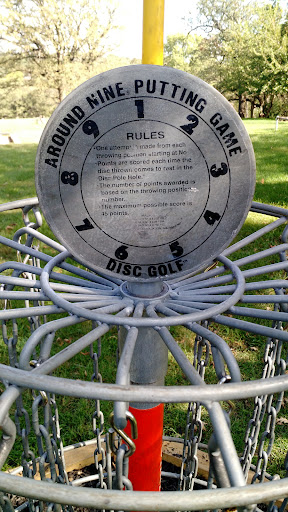 AROUND NINE PUTTING GAME
1
2
3
4
5
6
7
8
9
RULES
One attempt is made from each
throwing position starting at No
Points are scored each time the
disc thrown comes to rest in the
Disc Pole Hole.
The number of points awarded is
based on the throwing position
number.
The maximum possible score is
45 points.
DISC GOLF